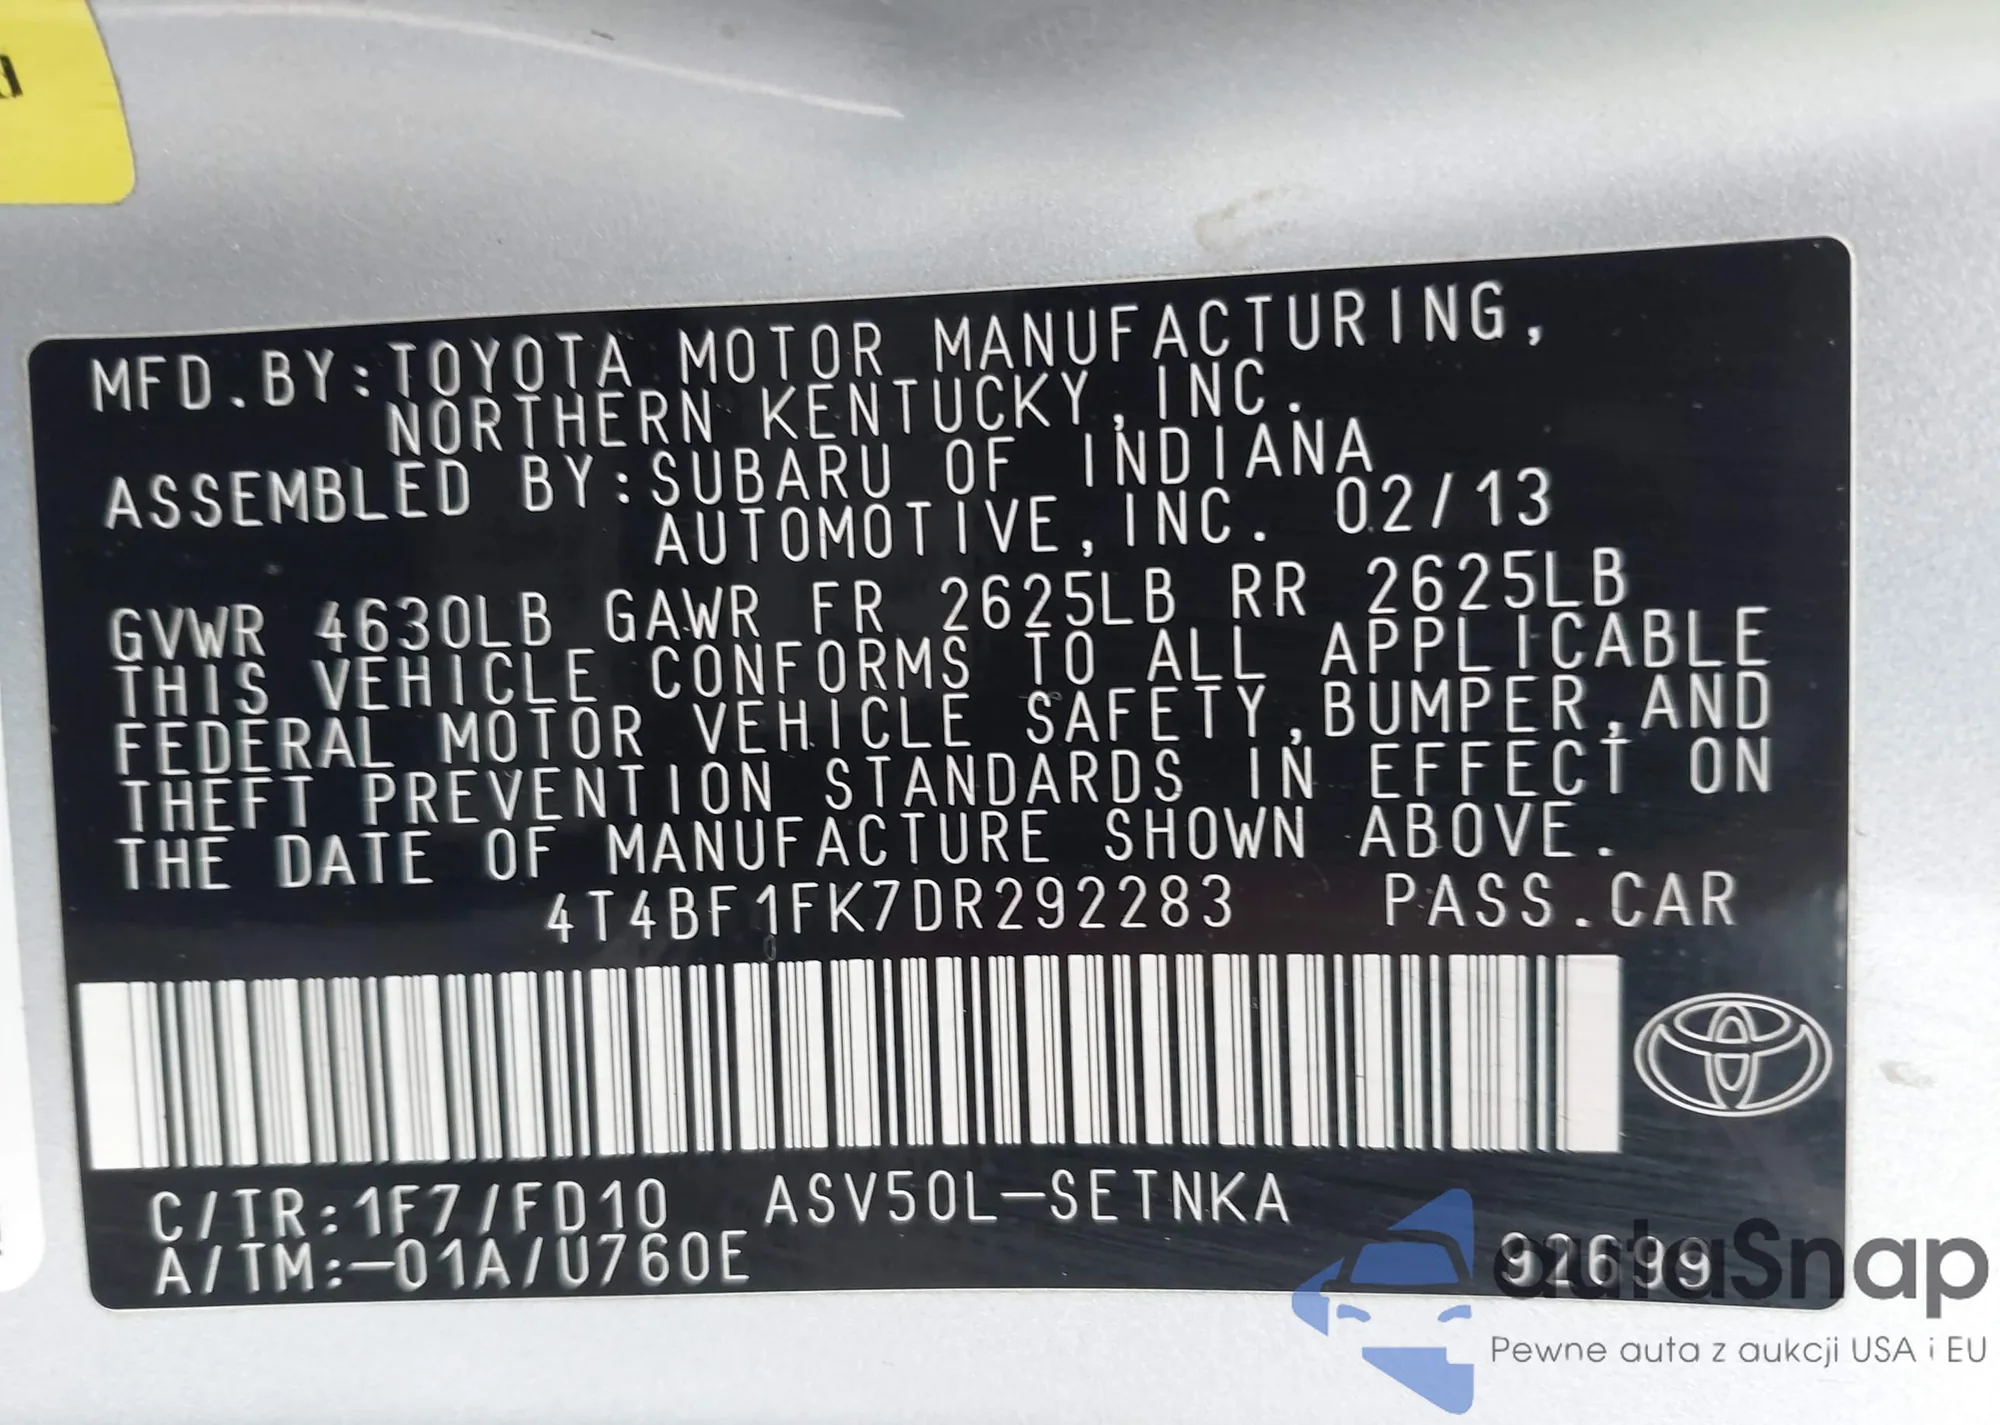 MFD.BY:TOYOTA MOTOR MANUFACTURING,
NORTHERN KENTUCKY,INC.
ASSEMBLED BY:SUBARU OF INDIANA
AUTOMOTIVE,INC. 02/13
GVWR 4630LB GAWR FR 2625LB RR 2625LB
THIS VEHICLE CONFORMS TO ALL APPLICABLE
FEDERAL MOTOR VEHICLE SAFETY,BUMPER,AND
THEFT PREVENTION STANDARDS IN EFFECT ON
THE DATE OF MANUFACTURE SHOWN ABOVE.
4T4BF1FK7DR292283 PASS.CAR
C/TR:1F7/FD10 ASV50L-SETNKA
A/TM:-01A/U760E 92699
autaSnap
Pewne auta z aukcji USA i EU